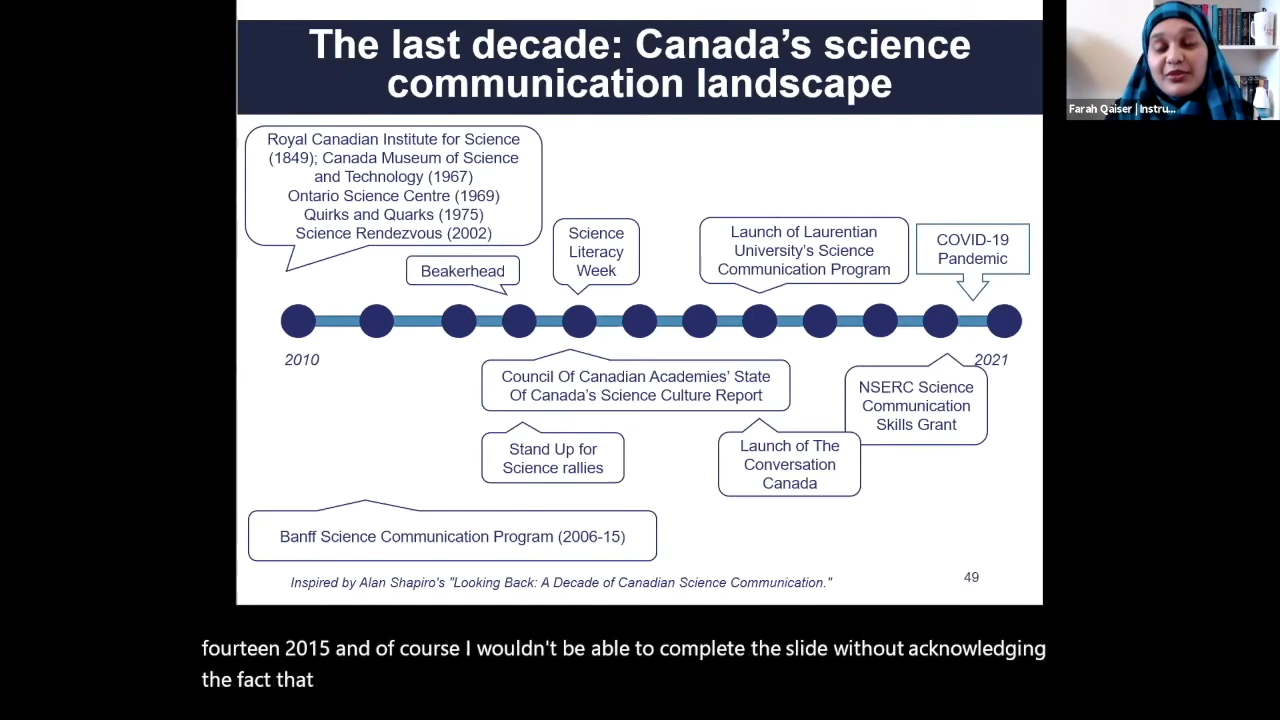 The last decade: Canada's science
communication landscape
Farah Qaiser | Instru...
Royal Canadian Institute for Science
(1849); Canada Museum of Science
and Technology (1967)
Ontario Science Centre (1969)
Quirks and Quarks (1975)
Science Rendezvous (2002)
Beakerhead
Science
Literacy
Week
Launch of Laurentian
University's Science
Communication Program
COVID-19
Pandemic
2010
2021
Council Of Canadian Academies' State
Of Canada's Science Culture Report
NSERC Science
Communication
Skills Grant
Stand Up for
Science rallies
Launch of The
Conversation
Canada
Banff Science Communication Program (2006-15)
Inspired by Alan Shapiro's "Looking Back: A Decade of Canadian Science Communication."
49
fourteen 2015 and of course I wouldn't be able to complete the slide without acknowledging
the fact that